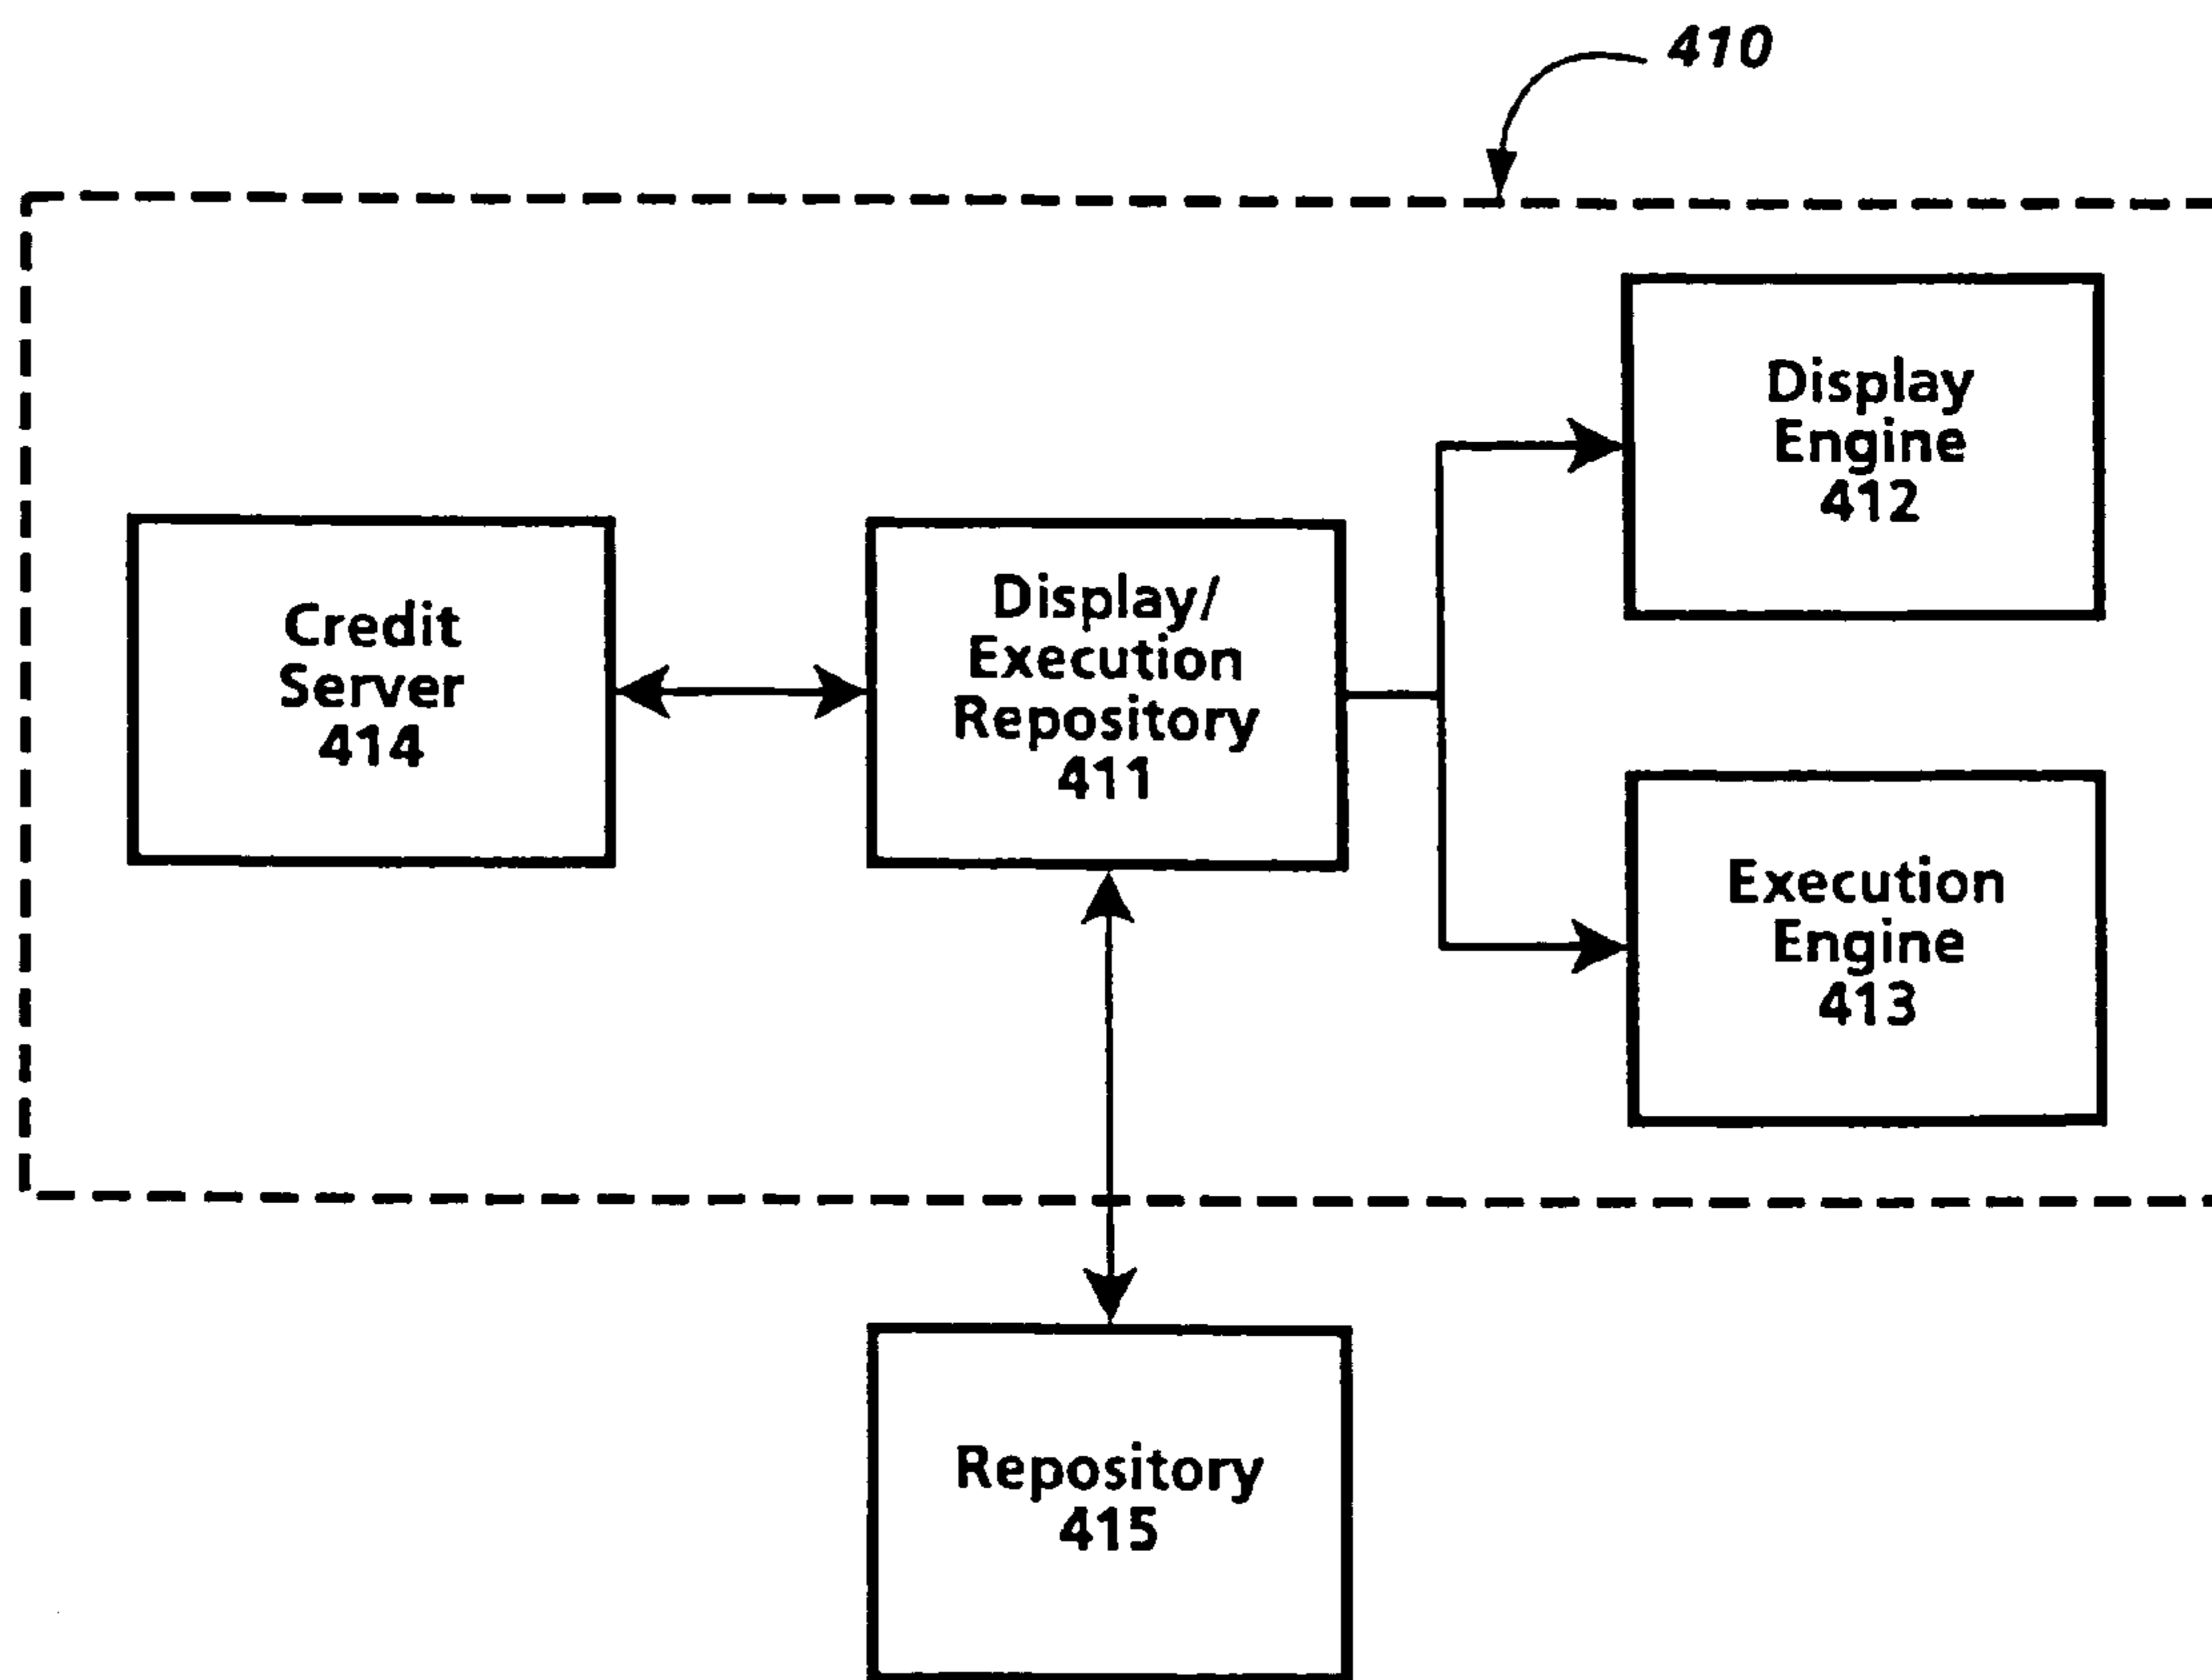 410
Display
Engine
412
Credit
Server
414
Display/
Execution
Repository
411
Execution
Engine
413
Repository
415